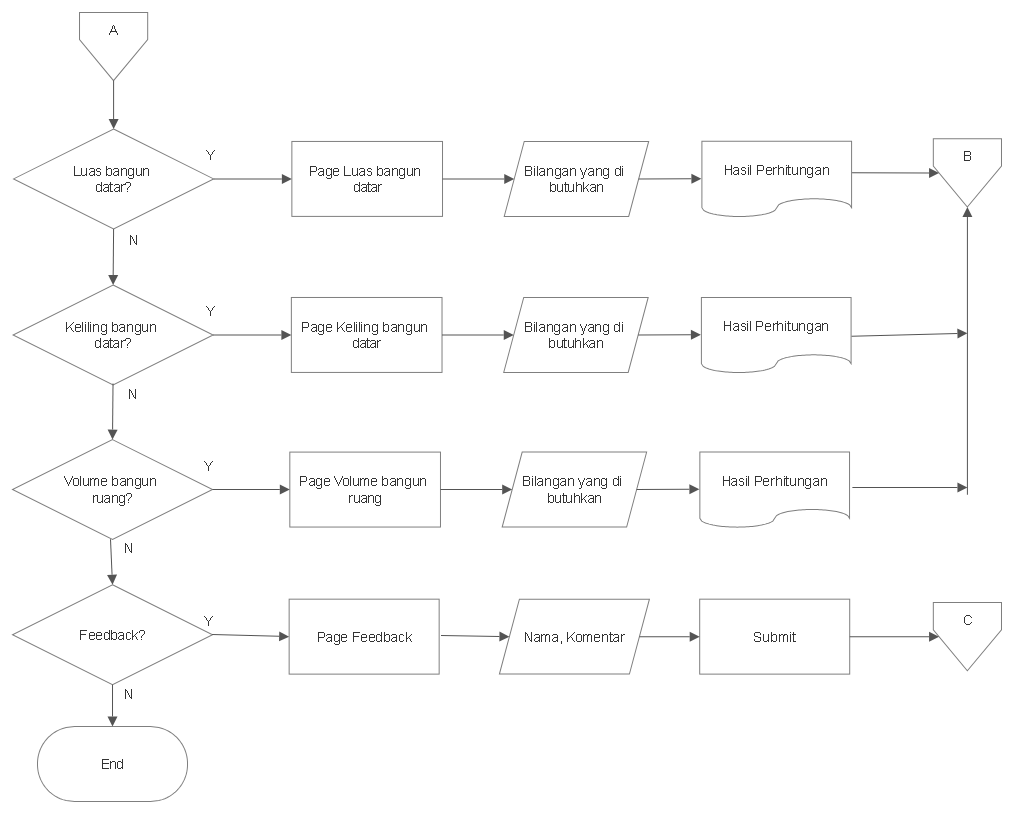 A
Luas bangun
datar?
Y
Page Luas bangun
datar
Bilangan yang di
butuhkan
Hasil Perhitungan
B
N
Keliling bangun
datar?
Y
Page Keliling bangun
datar
Bilangan yang di
butuhkan
Hasil Perhitungan
N
Volume bangun
ruang?
Y
Page Volume bangun
ruang
Bilangan yang di
butuhkan
Hasil Perhitungan
N
Feedback?
Y
Page Feedback
Nama, Komentar
Submit
C
N
End